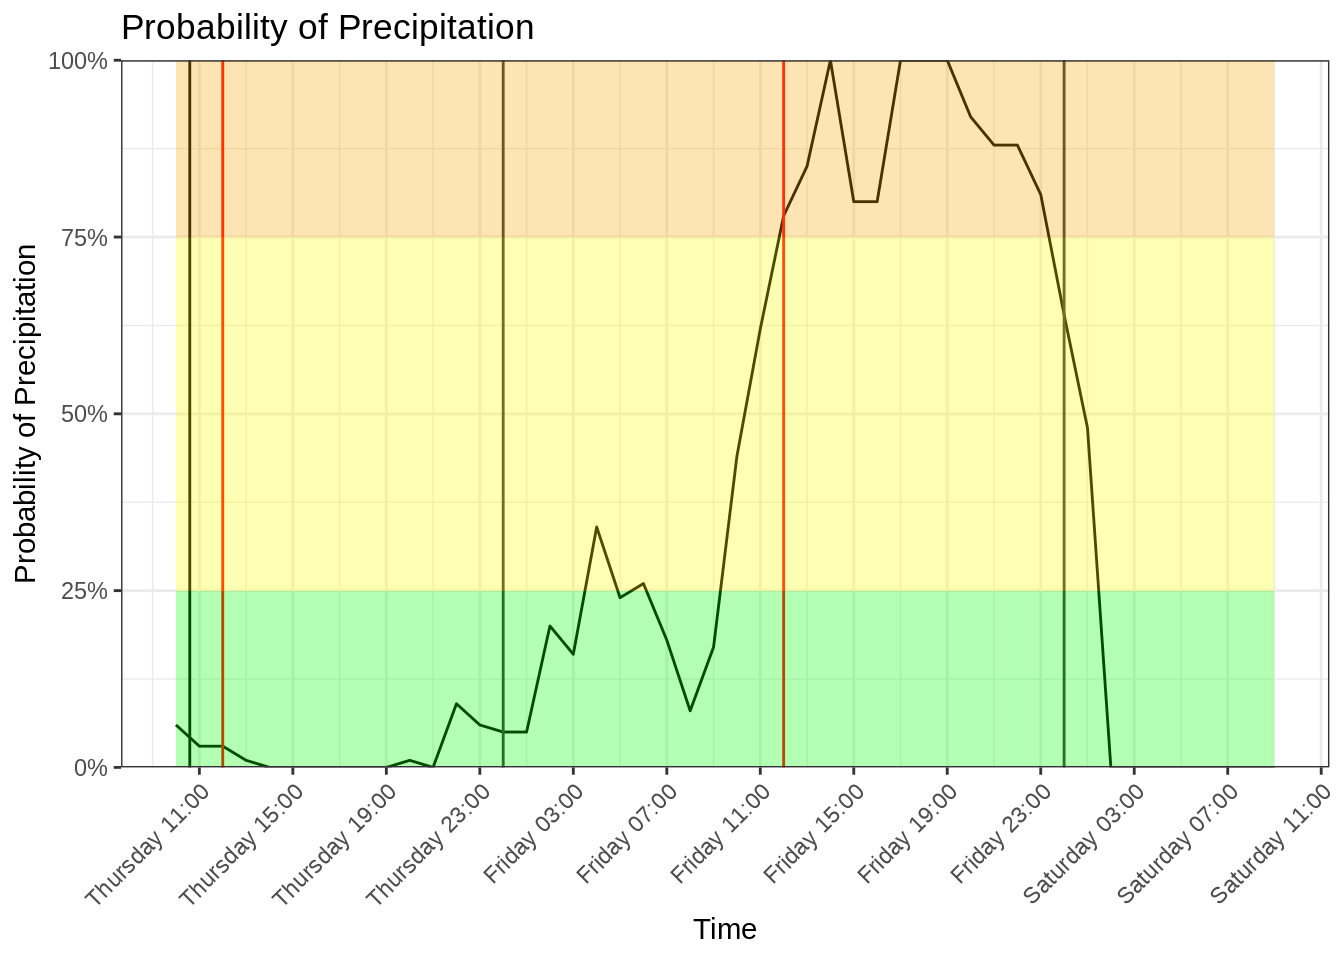 Probability of Precipitation
Probability of Precipitation
100%
75%
50%
25%
0%
Thursday 11:00
Thursday 15:00
Thursday 19:00
Thursday 23:00
Friday 03:00
Friday 07:00
Friday 11:00
Friday 15:00
Friday 19:00
Friday 23:00
Saturday 03:00
Saturday 07:00
Saturday 11:00
Time